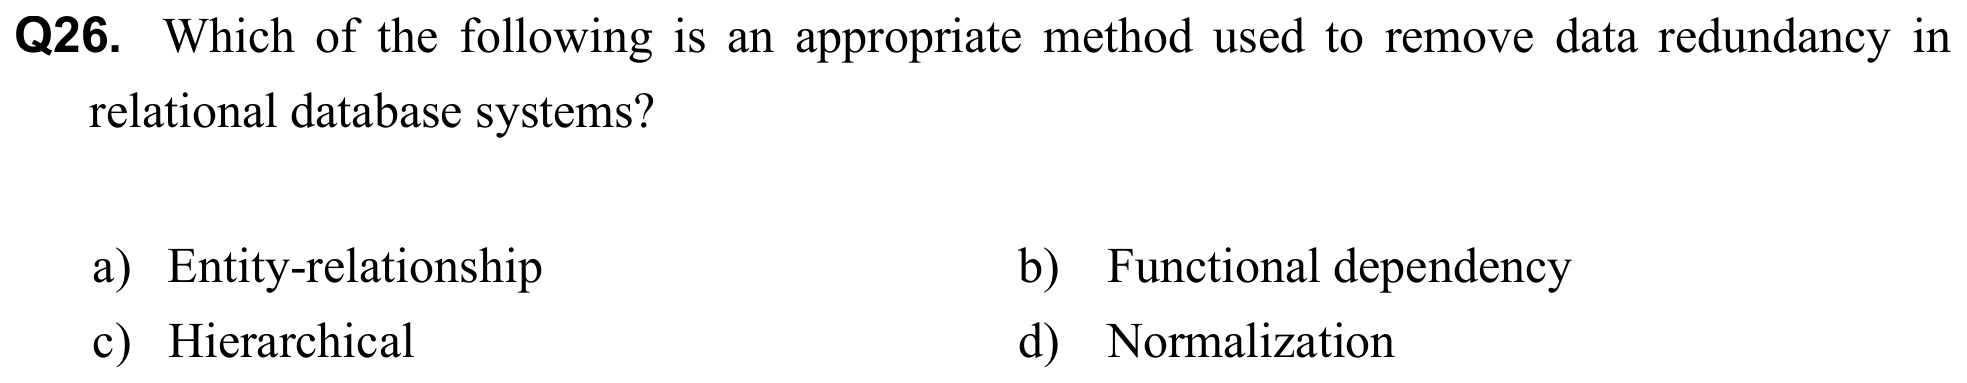 Q26. Which of the following is an appropriate method used to remove data redundancy in
relational database systems?
a) Entity-relationship b) Functional dependency
c) Hierarchical d) Normalization